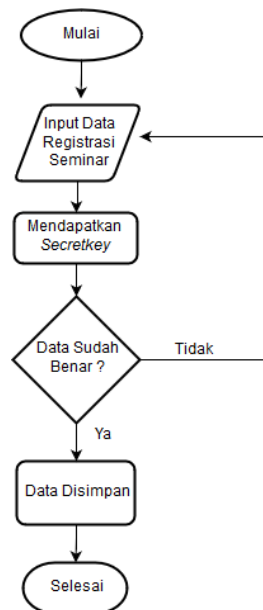 Mulai
Input Data
Registrasi
Seminar
Mendapatkan
Secretkey
Data Sudah
Benar ?
Tidak
Ya
Data Disimpan
Selesai